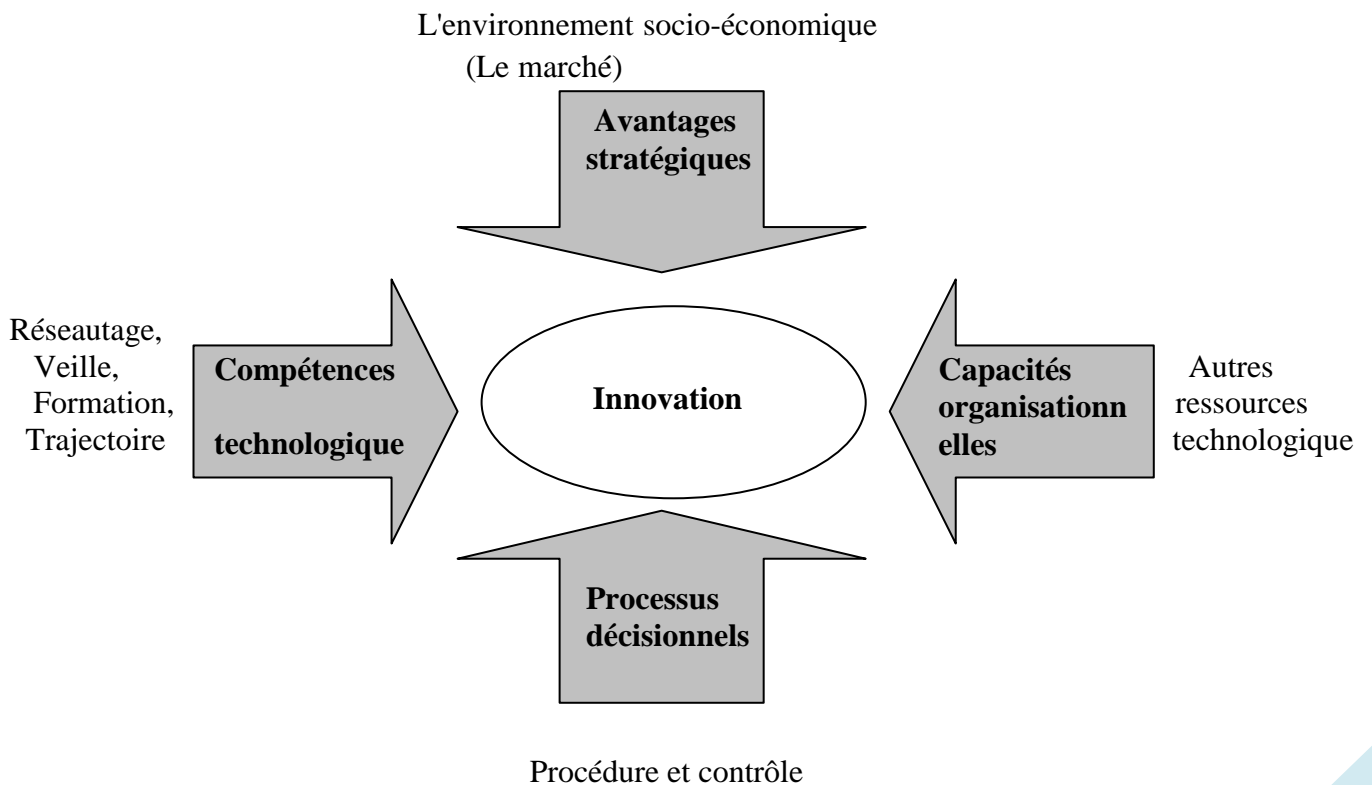 L'environnement socio-économique
(Le marché)
Avantages
stratégiques
Réseautage,
Veille,
Formation,
Trajectoire
Compétences
technologique
Innovation
Capacités
organisationn
elles
Autres
ressources
technologique
Processus
décisionnels
Procédure et contrôle